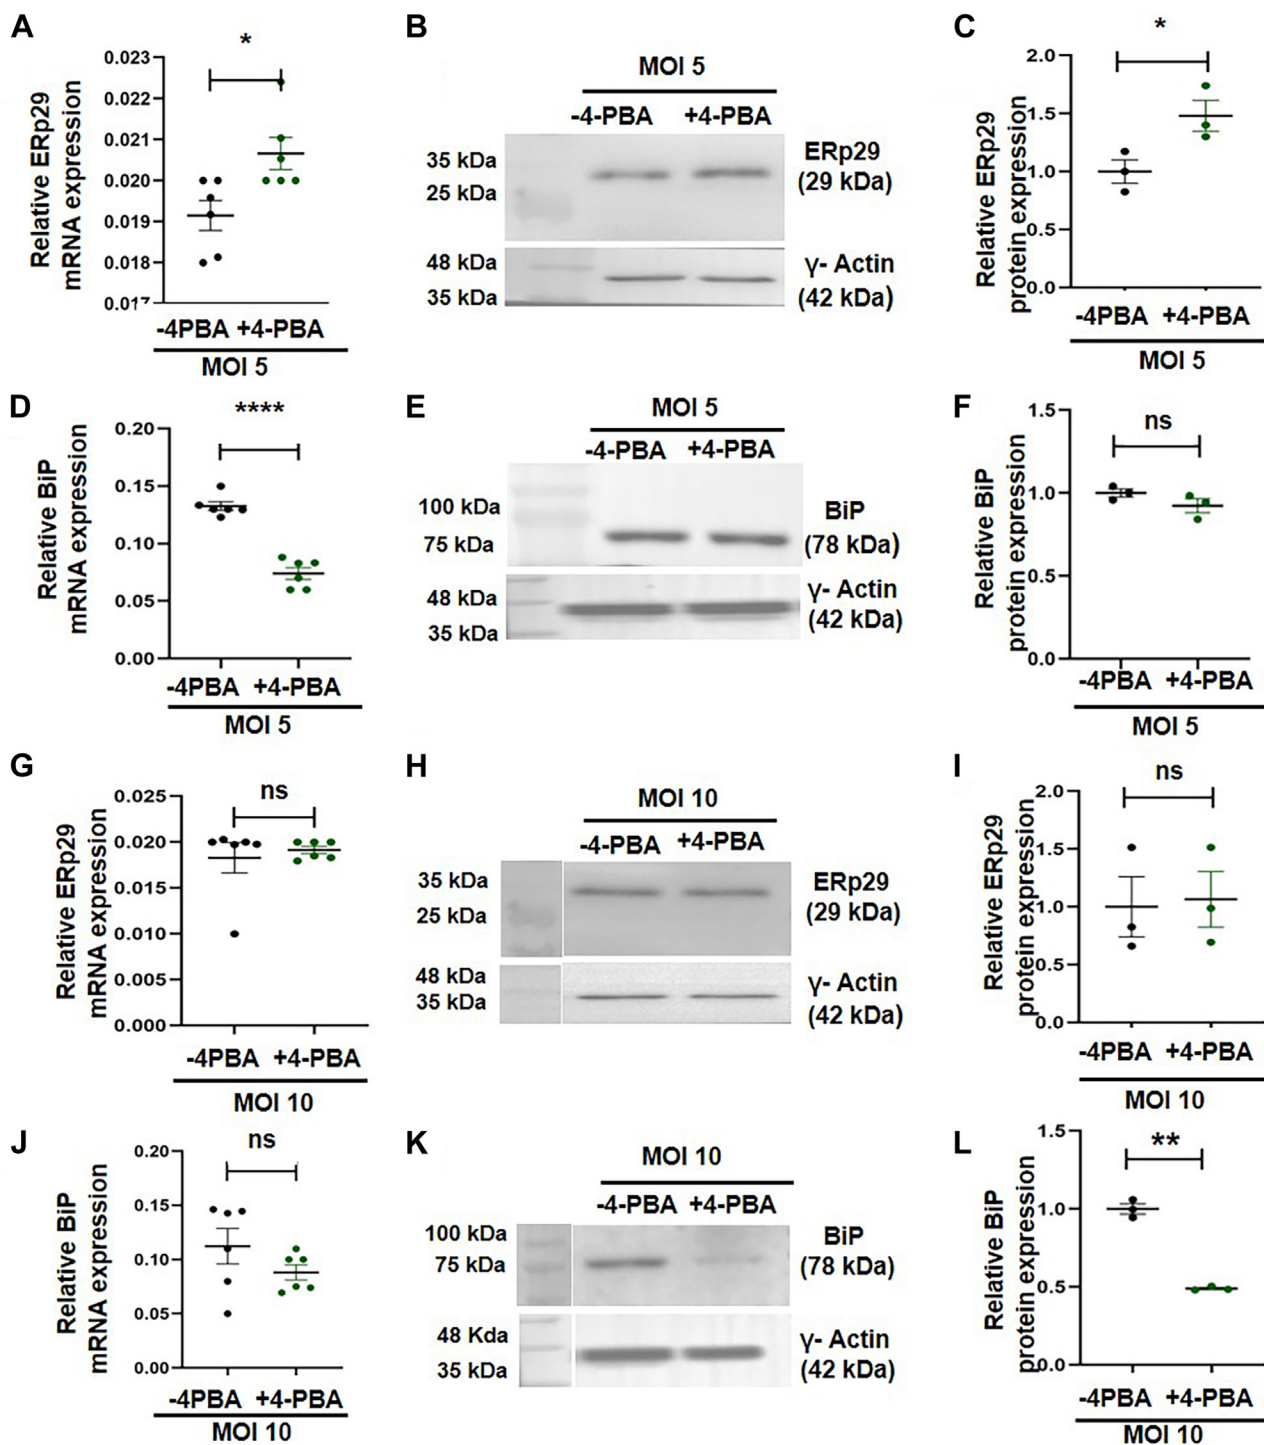 A
*
0.023
0.022
0.021
0.020
0.019
0.018
0.017
Relative ERp29
mRNA expression
-4PBA +4-PBA
MOI 5
B
MOI 5
-4-PBA +4-PBA
35 kDa
25 kDa
ERp29
(29 kDa)
48 kDa
35 kDa
γ- Actin
(42 kDa)
C
*
2.0
1.5
1.0
0.5
0.0
Relative ERp29
protein expression
-4PBA +4-PBA
MOI 5
D
****
0.20
0.15
0.10
0.05
0.00
Relative BiP
mRNA expression
-4PBA +4-PBA
MOI 5
E
MOI 5
-4-PBA +4-PBA
100 kDa
75 kDa
BiP
(78 kDa)
48 kDa
35 kDa
γ- Actin
(42 kDa)
F
ns
1.5
1.0
0.5
0.0
Relative BiP
protein expression
-4PBA +4-PBA
MOI 5
G
ns
0.025
0.020
0.015
0.010
0.005
0.000
Relative ERp29
mRNA expression
-4PBA +4-PBA
MOI 10
H
MOI 10
-4-PBA +4-PBA
35 kDa
25 kDa
ERp29
(29 kDa)
48 kDa
35 kDa
γ- Actin
(42 kDa)
I
ns
2.0
1.5
1.0
0.5
0.0
Relative ERp29
protein expression
-4PBA +4-PBA
MOI 10
J
ns
0.20
0.15
0.10
0.05
0.00
Relative BiP
mRNA expression
-4PBA +4-PBA
MOI 10
K
MOI 10
-4-PBA +4-PBA
100 kDa
75 kDa
BiP
(78 kDa)
48 Kda
35 kDa
γ- Actin
(42 kDa)
L
**
1.5
1.0
0.5
0.0
Relative BiP
protein expression
-4PBA +4-PBA
MOI 10